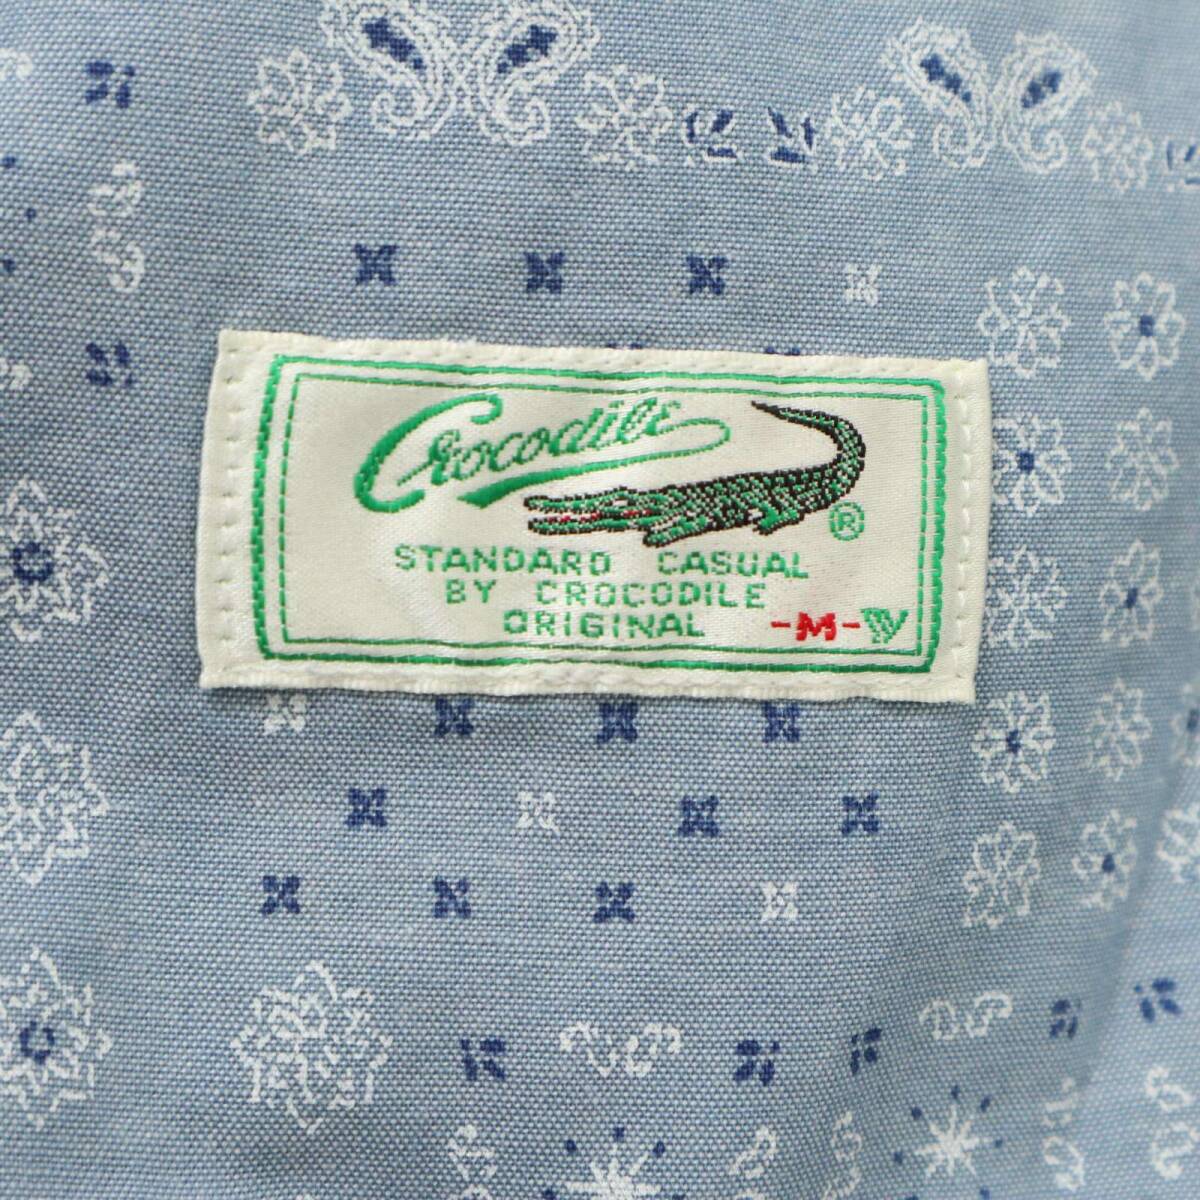 Crocodile
®
STANDARD CASUAL
BY CROCODILE
ORIGINAL -M-